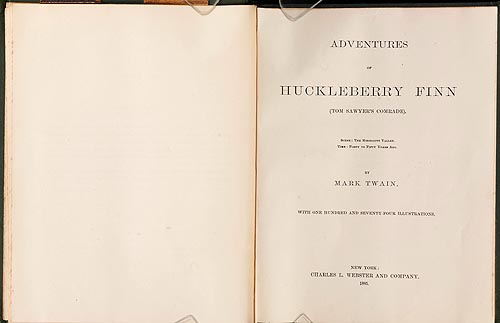 ADVENTURES
OF
HUCKLEBERRY FINN
(TOM SAWYER'S COMRADE).
SCENE: THE MISSISSIPPI VALLEY.
TIME: FORTY TO FIFTY YEARS AGO.
BY
MARK TWAIN.
WITH ONE HUNDRED AND SEVENTY-FOUR ILLUSTRATIONS.
NEW YORK:
CHARLES L. WEBSTER AND COMPANY.
1885.